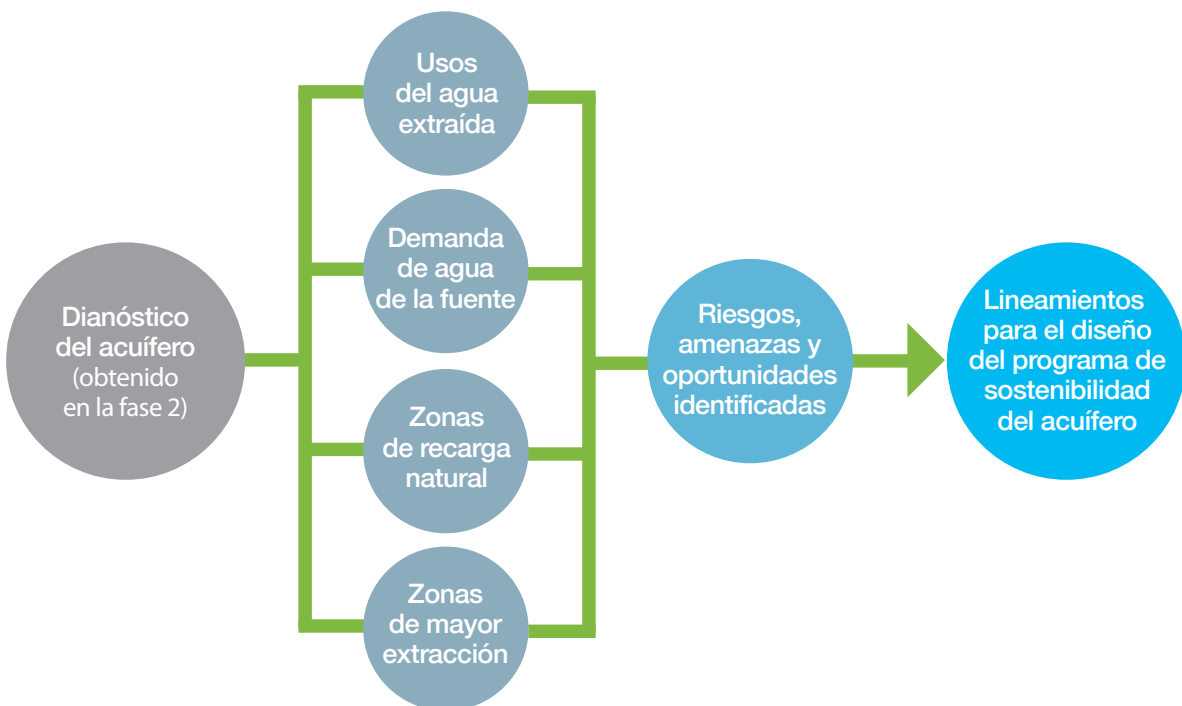 Usos
del agua
extraída
Demanda
de agua
de la fuente
Dianóstico
del acuífero
(obtenido
en la fase 2)
Zonas
de recarga
natural
Zonas
de mayor
extracción
Riesgos,
amenazas y
oportunidades
identificadas
Lineamientos
para el diseño
del programa de
sostenibilidad
del acuífero